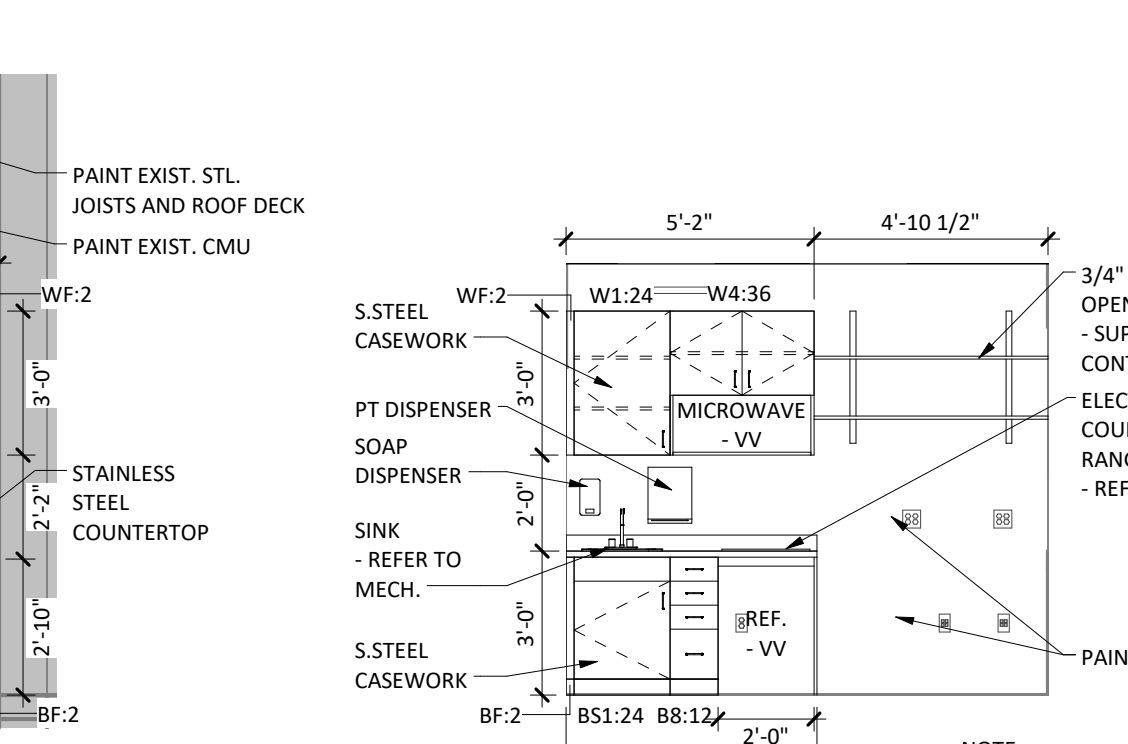 PAINT EXIST. STL.
JOISTS AND ROOF DECK
PAINT EXIST. CMU
WF:2
3'-0"
STAINLESS
STEEL
COUNTERTOP
2'-2"
2'-10"
BF:2
5'-2"
4'-10 1/2"
WF:2
W1:24
W4:36
S.STEEL
CASEWORK
3'-0"
PT DISPENSER
MICROWAVE
- VV
SOAP
DISPENSER
2'-0"
SINK
- REFER TO
MECH.
3'-0"
REF.
- VV
S.STEEL
CASEWORK
BF:2
BS1:24
B8:12
2'-0"
3/4"
OPEN
- SUP
CONT
ELEC
COUN
RANG
- REF
PAIN
NOTE